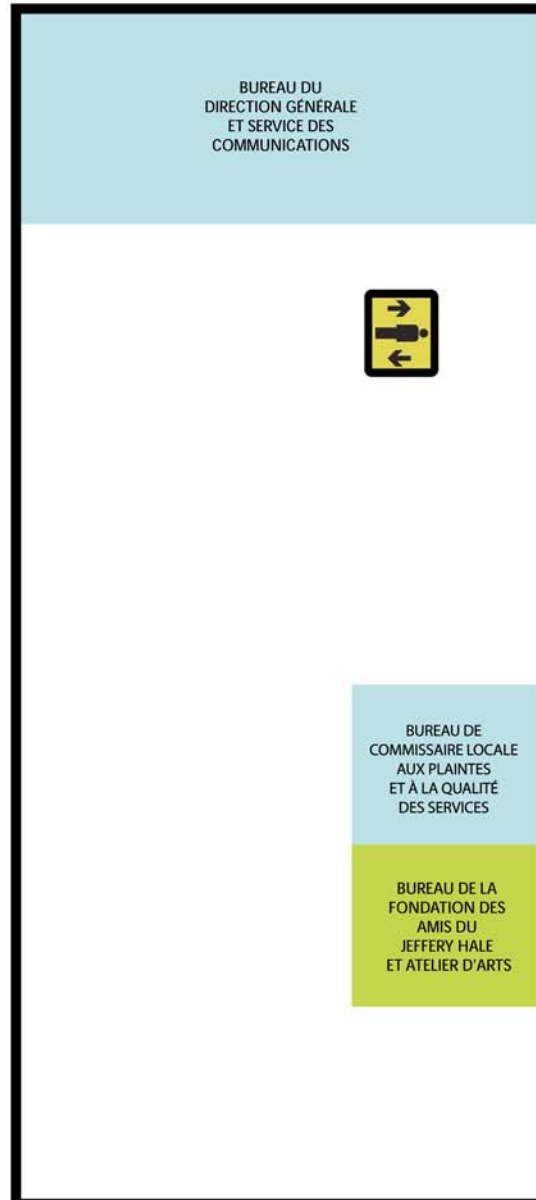 BUREAU DU
DIRECTION GÉNÉRALE
ET SERVICE DES
COMMUNICATIONS
BUREAU DE
COMMISSAIRE LOCALE
AUX PLAINTES
ET À LA QUALITÉ
DES SERVICES
BUREAU DE LA
FONDATION DES
AMIS DU
JEFFERY HALE
ET ATELIER D'ARTS